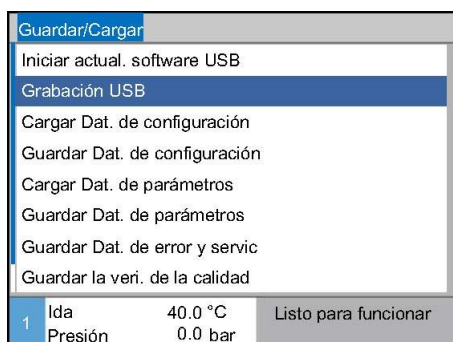 Guardar/Cargar
Iniciar actual. software USB
Grabación USB
Cargar Dat. de configuración
Guardar Dat. de configuración
Cargar Dat. de parámetros
Guardar Dat. de parámetros
Guardar Dat. de error y servic
Guardar la veri. de la calidad
1 Ida 40.0 °C Listo para funcionar
Presión 0.0 bar